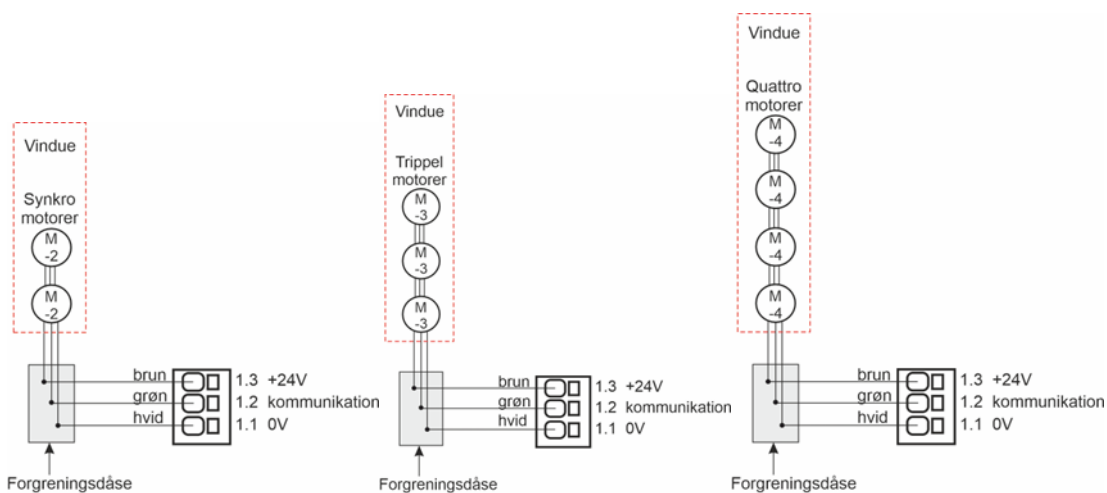 Vindue
Synkro
motorer
M
-2
M
-2
brun
1.3 +24V
grøn
1.2 kommunikation
hvid
1.1 0V
Forgreningsdåse
Vindue
Trippel
motorer
M
-3
M
-3
M
-3
brun
1.3 +24V
grøn
1.2 kommunikation
hvid
1.1 0V
Forgreningsdåse
Vindue
Quattro
motorer
M
-4
M
-4
M
-4
M
-4
brun
1.3 +24V
grøn
1.2 kommunikation
hvid
1.1 0V
Forgreningsdåse